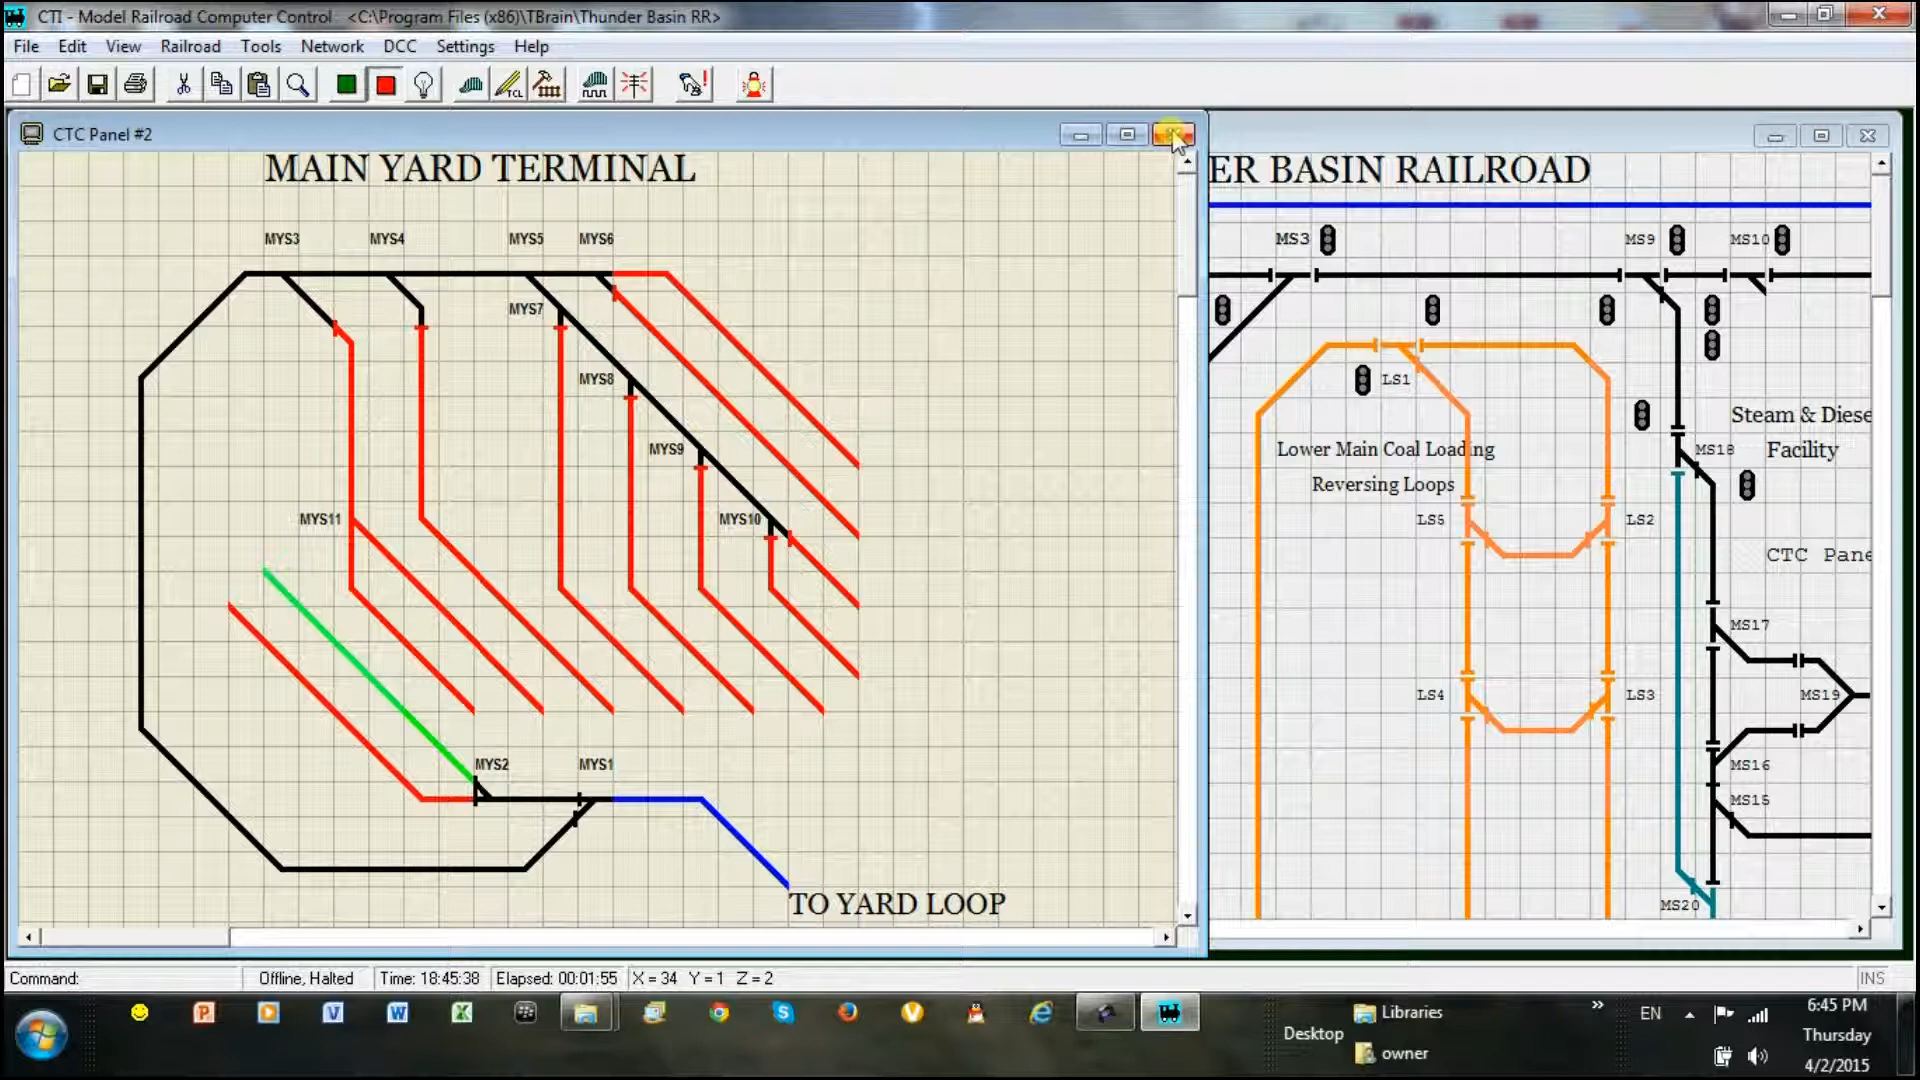 CTI - Model Railroad Computer Control : <C:\Program Files (x86)\TBrain\Thunder Basin RR>
File Edit View Railroad Tools Network DCC Settings Help
TCL
CTC Panel #2
MAIN YARD TERMINAL
MYS3 MYS4 MYS5 MYS6
MYS7
MYS8
MYS9
MYS11 MYS10
MYS2 MYS1
TO YARD LOOP
ER BASIN RAILROAD
MS3 MS9 MS10
LS1
Steam & Diese
Lower Main Coal Loading
Facility
MS18
Reversing Loops
LS5 LS2
CTC Pane
MS17
LS4 LS3 MS19
MS16
MS15
MS20
Command: Offline, Halted Time: 18:45:38 Elapsed: 00:01:55 X = 34 Y = 1 Z = 2 INS
Desktop
Libraries
owner
»
EN
6:45 PM
Thursday
4/2/2015